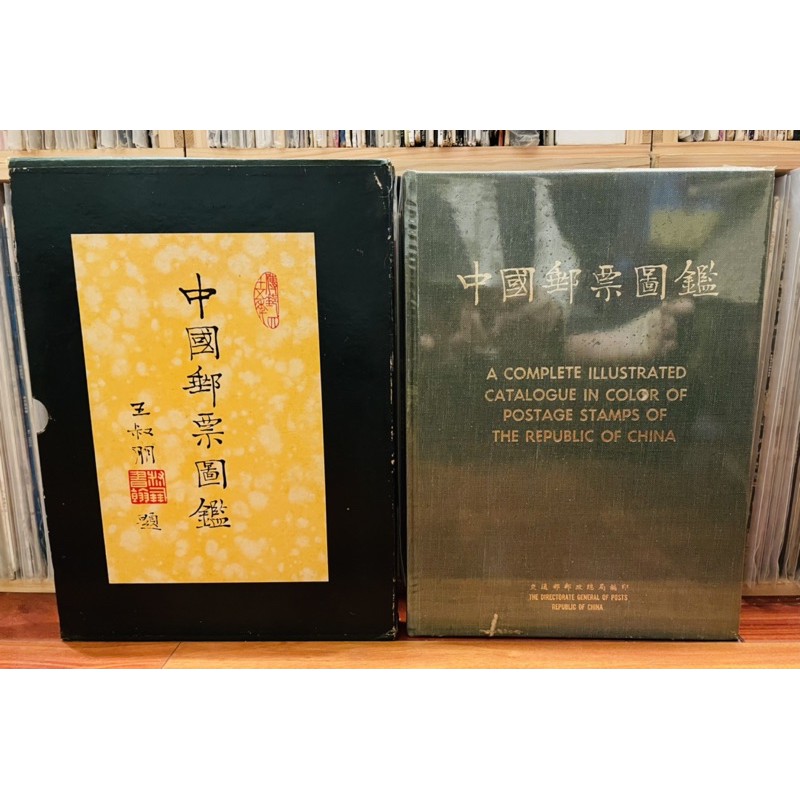 中國郵票圖鑑
王叔朋
題
中國郵票圖鑑
A COMPLETE ILLUSTRATED
CATALOGUE IN COLOR OF
POSTAGE STAMPS OF
THE REPUBLIC OF CHINA
交通部郵政總局編印
THE DIRECTORATE GENERAL OF POSTS
REPUBLIC OF CHINA